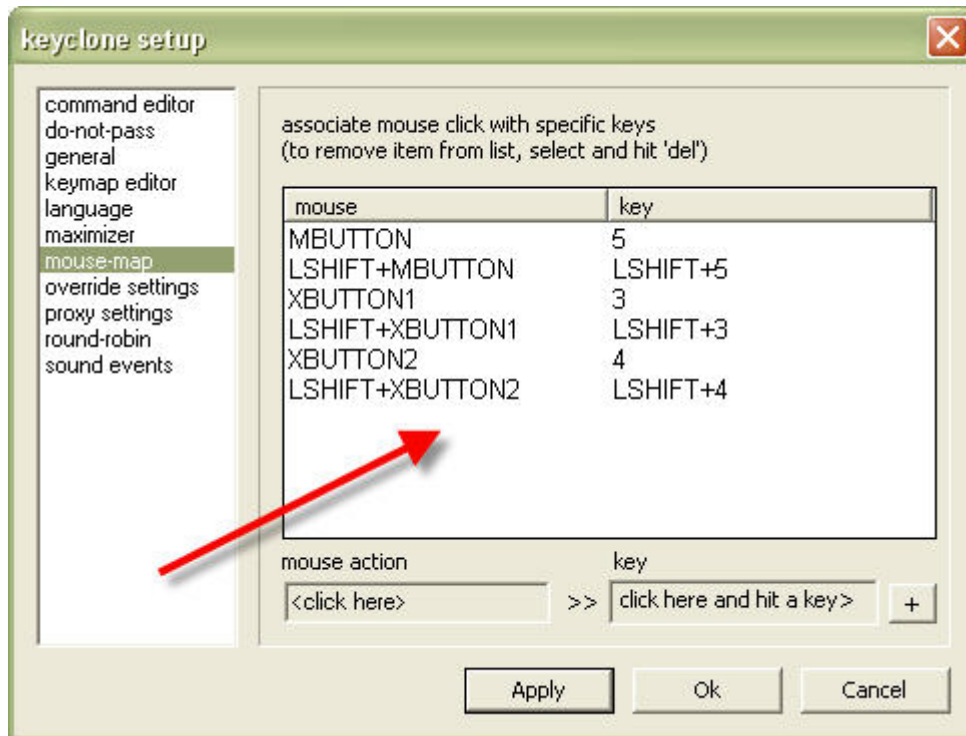 keyclone setup
command editor
do-not-pass
general
keymap editor
language
maximizer
mouse-map
override settings
proxy settings
round-robin
sound events
associate mouse click with specific keys
(to remove item from list, select and hit 'del')
mouse key
MBUTTON 5
LSHIFT+MBUTTON LSHIFT+5
XBUTTON1 3
LSHIFT+XBUTTON1 LSHIFT+3
XBUTTON2 4
LSHIFT+XBUTTON2 LSHIFT+4
mouse action key
<click here> >> click here and hit a key> +
Apply Ok Cancel